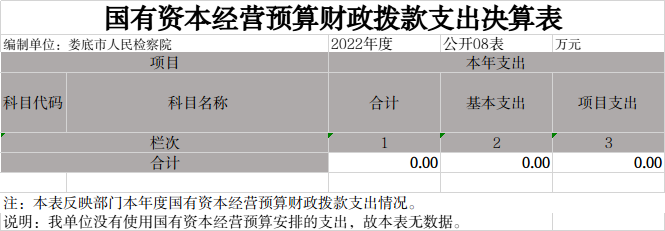 国有资本经营预算财政拨款支出决算表
编制单位：娄底市人民检察院 2022年度 公开08表 万元
项目 本年支出
科目代码 科目名称 合计 基本支出 项目支出
栏次 1 2 3
合计 0.00 0.00 0.00
注：本表反映部门本年度国有资本经营预算财政拨款支出情况。
说明：我单位没有使用国有资本经营预算安排的支出，故本表无数据。